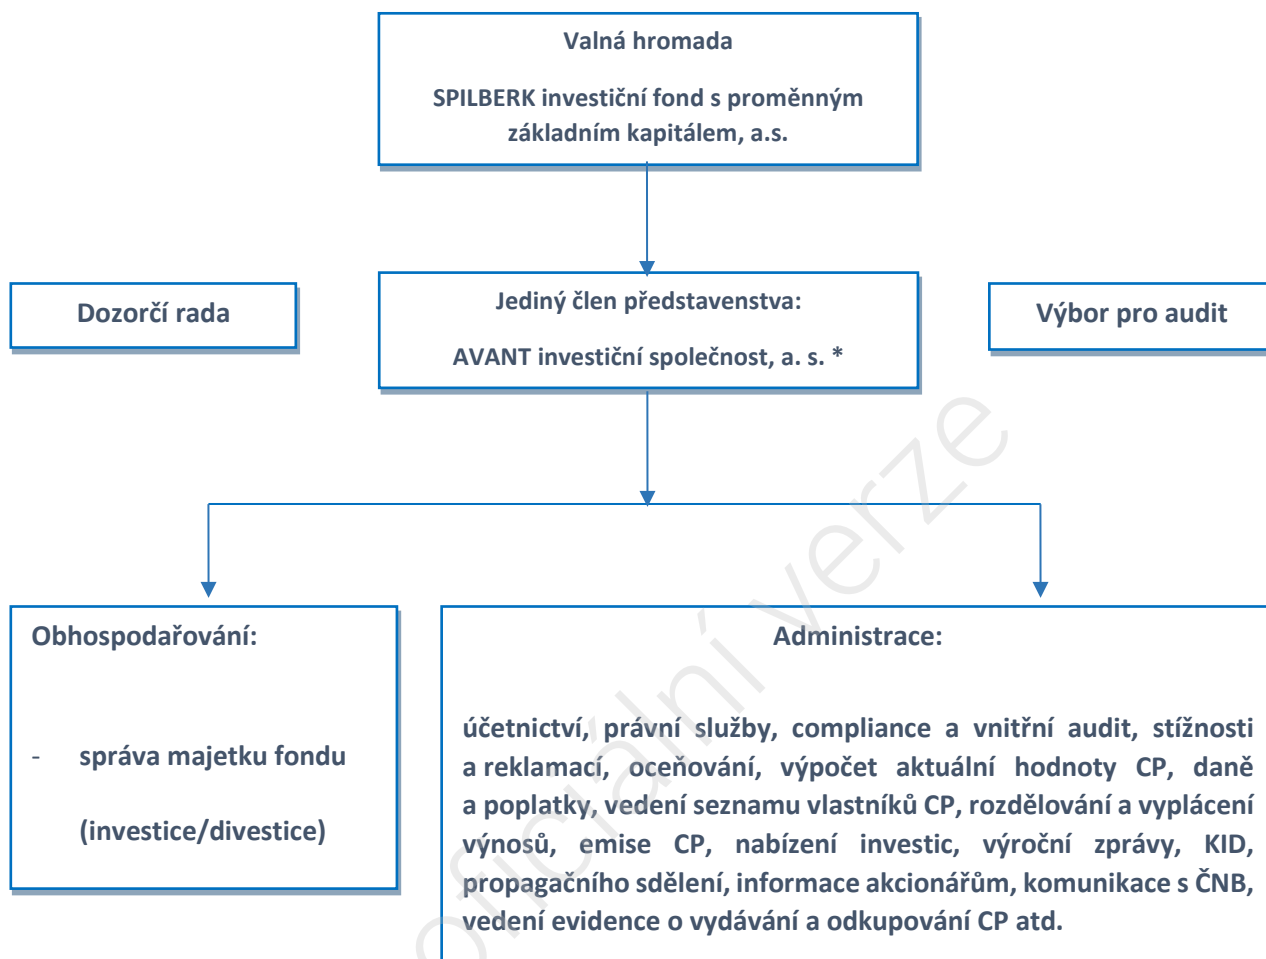 Valná hromada
SPILBERK investiční fond s proměnným
základním kapitálem, a.s.
Dozorčí rada
Jediný člen představenstva:
AVANT investiční společnost, a. s. *
Výbor pro audit
Obhospodařování:
- správa majetku fondu
(investice/divestice)
Administrace:
účetnictví, právní služby, compliance a vnitřní audit, stížnosti
a reklamací, oceňování, výpočet aktuální hodnoty CP, daně
a poplatky, vedení seznamu vlastníků CP, rozdělování a vyplácení
výnosů, emise CP, nabízení investic, výroční zprávy, KID,
propagačního sdělení, informace akcionářům, komunikace s ČNB,
vedení evidence o vydávání a odkupování CP atd.
oficiální verze